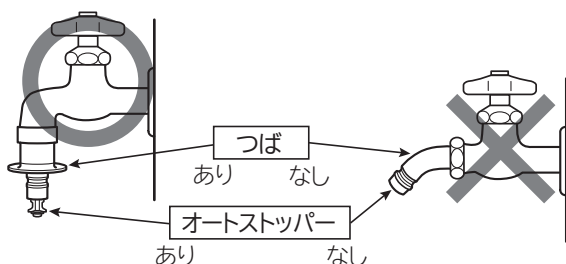 つば
あり なし
オートストッパー
あり なし